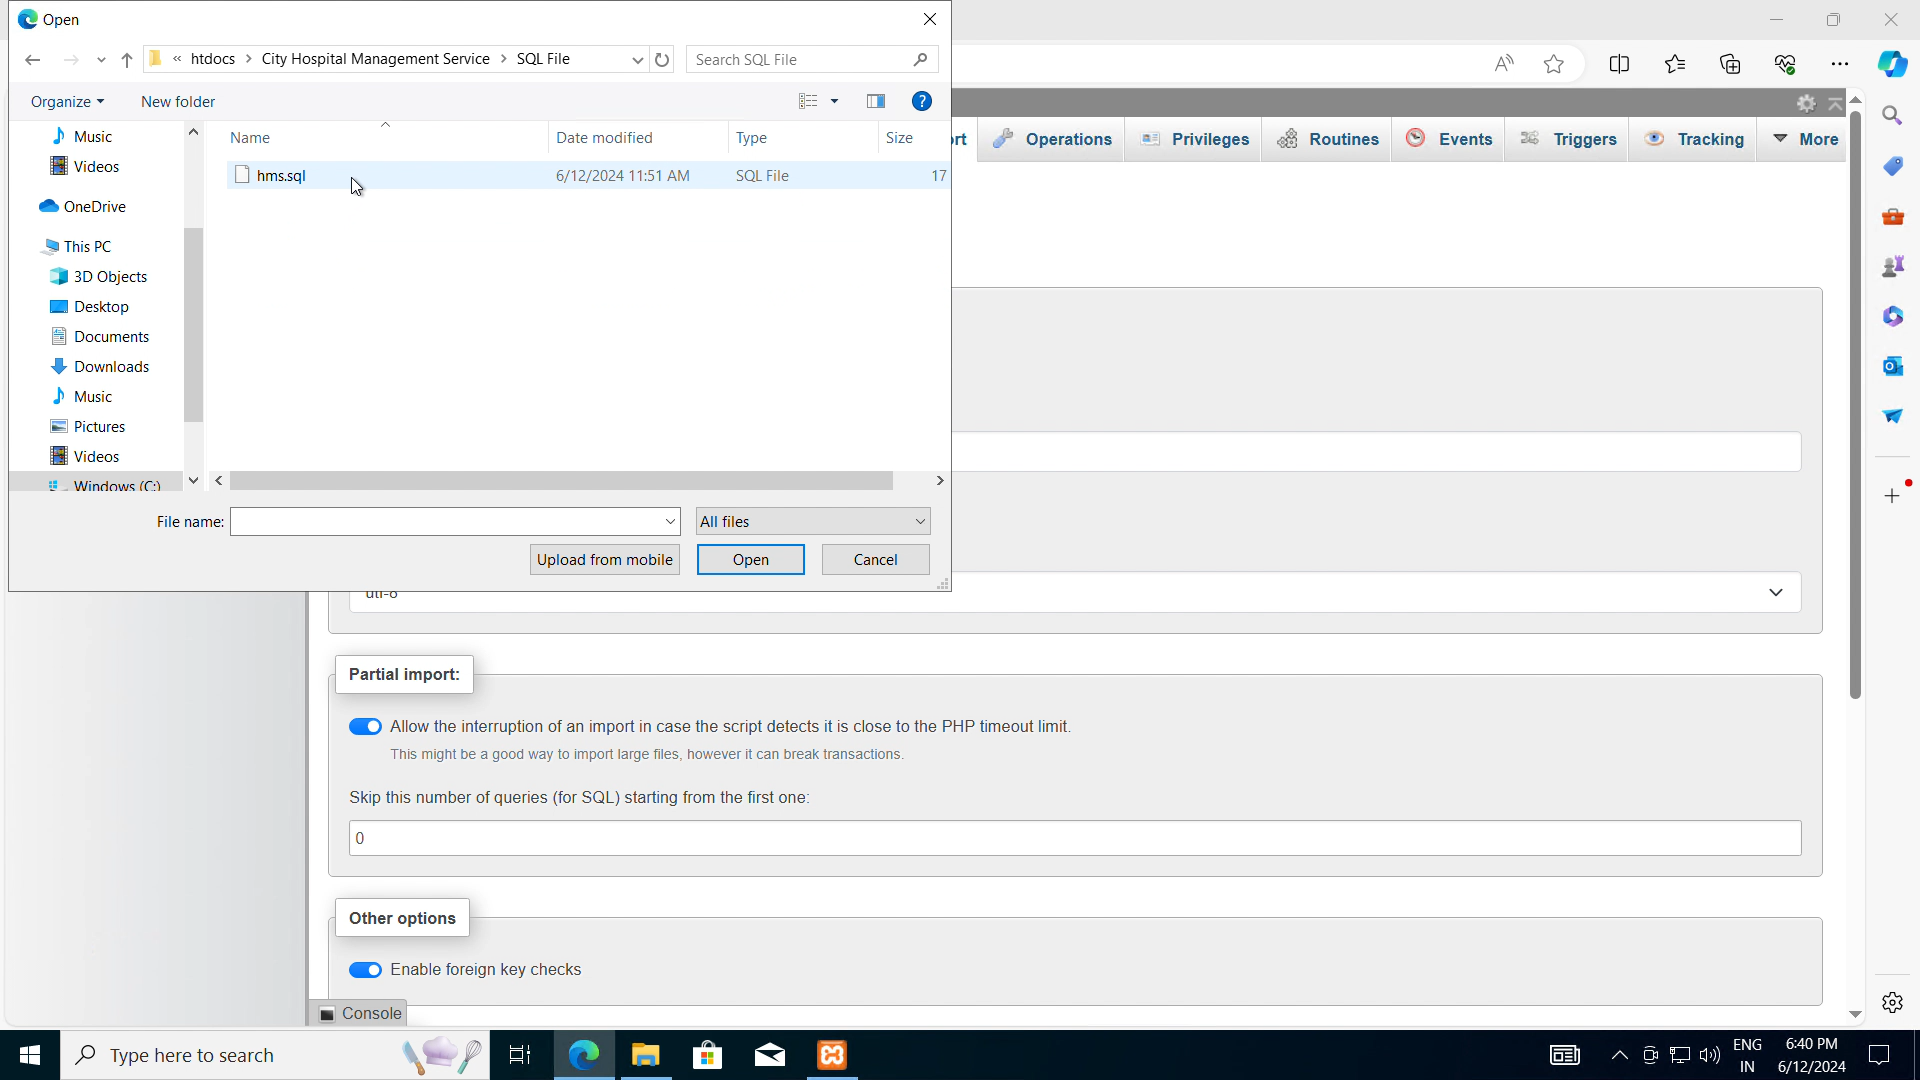 Open
« htdocs > City Hospital Management Service > SQL File
Search SQL File
Organize
New folder
Music
Videos
OneDrive
This PC
3D Objects
Desktop
Documents
Downloads
Music
Pictures
Videos
Windows (C:)
Name
Date modified
Type
Size
hms.sql
6/12/2024 11:51 AM
SQL File
17
File name:
All files
Upload from mobile
Open
Cancel
ort
Operations
Privileges
Routines
Events
Triggers
Tracking
More
utf-8
Partial import:
Allow the interruption of an import in case the script detects it is close to the PHP timeout limit.
This might be a good way to import large files, however it can break transactions.
Skip this number of queries (for SQL) starting from the first one:
0
Other options
Enable foreign key checks
Console
Type here to search
ENG
IN
6:40 PM
6/12/2024